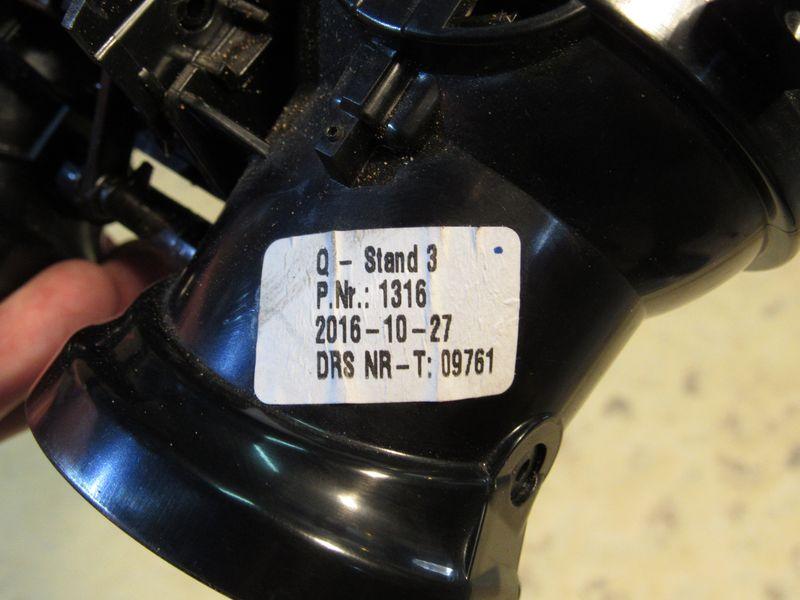 Q - Stand 3
P.Nr.: 1316
2016-10-27
DRS NR-T: 09761